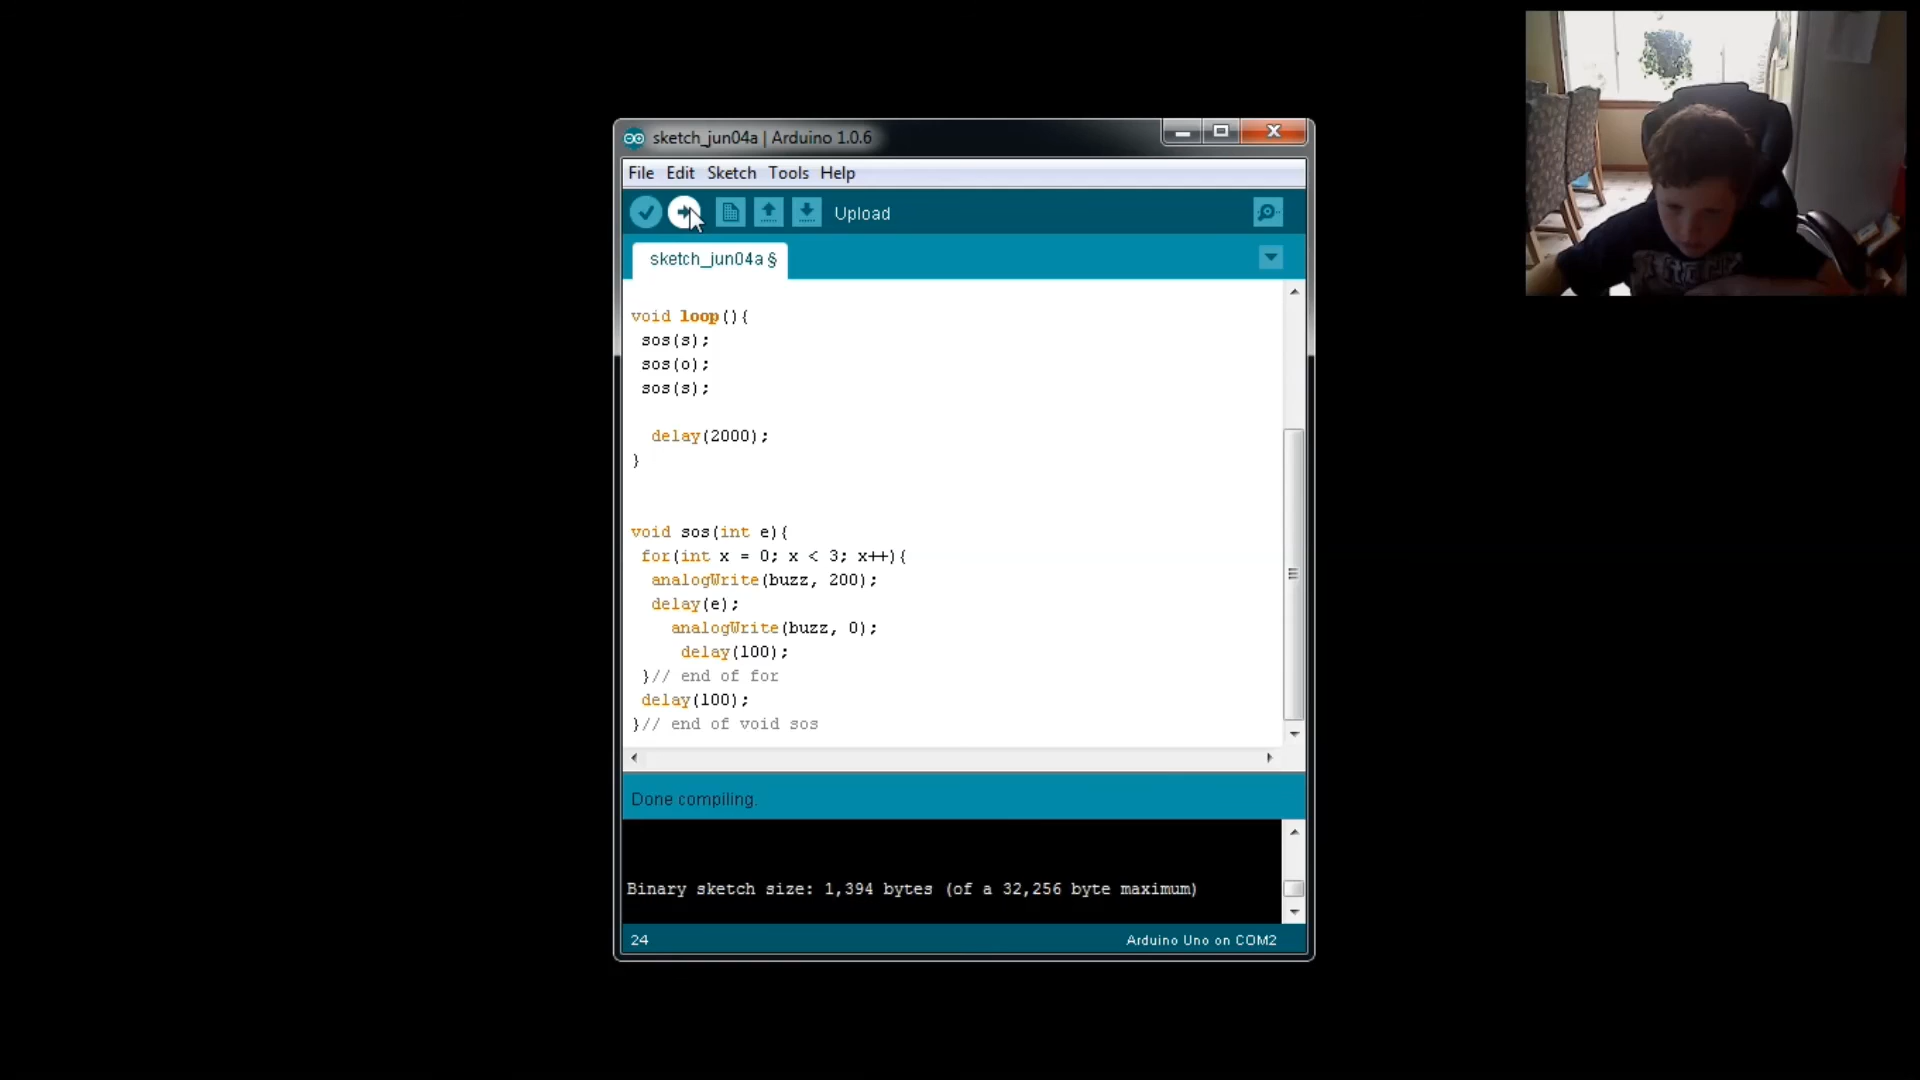 sketch_jun04a | Arduino 1.0.6
File Edit Sketch Tools Help
Upload
sketch_jun04a §
void loop(){
sos(s);
sos(o);
sos(s);
delay(2000);
}
void sos(int e){
for(int x = 0; x < 3; x++){
analogWrite(buzz, 200);
delay(e);
analogWrite(buzz, 0);
delay(100);
}// end of for
delay(100);
}// end of void sos
Done compiling.
Binary sketch size: 1,394 bytes (of a 32,256 byte maximum)
24
Arduino Uno on COM2